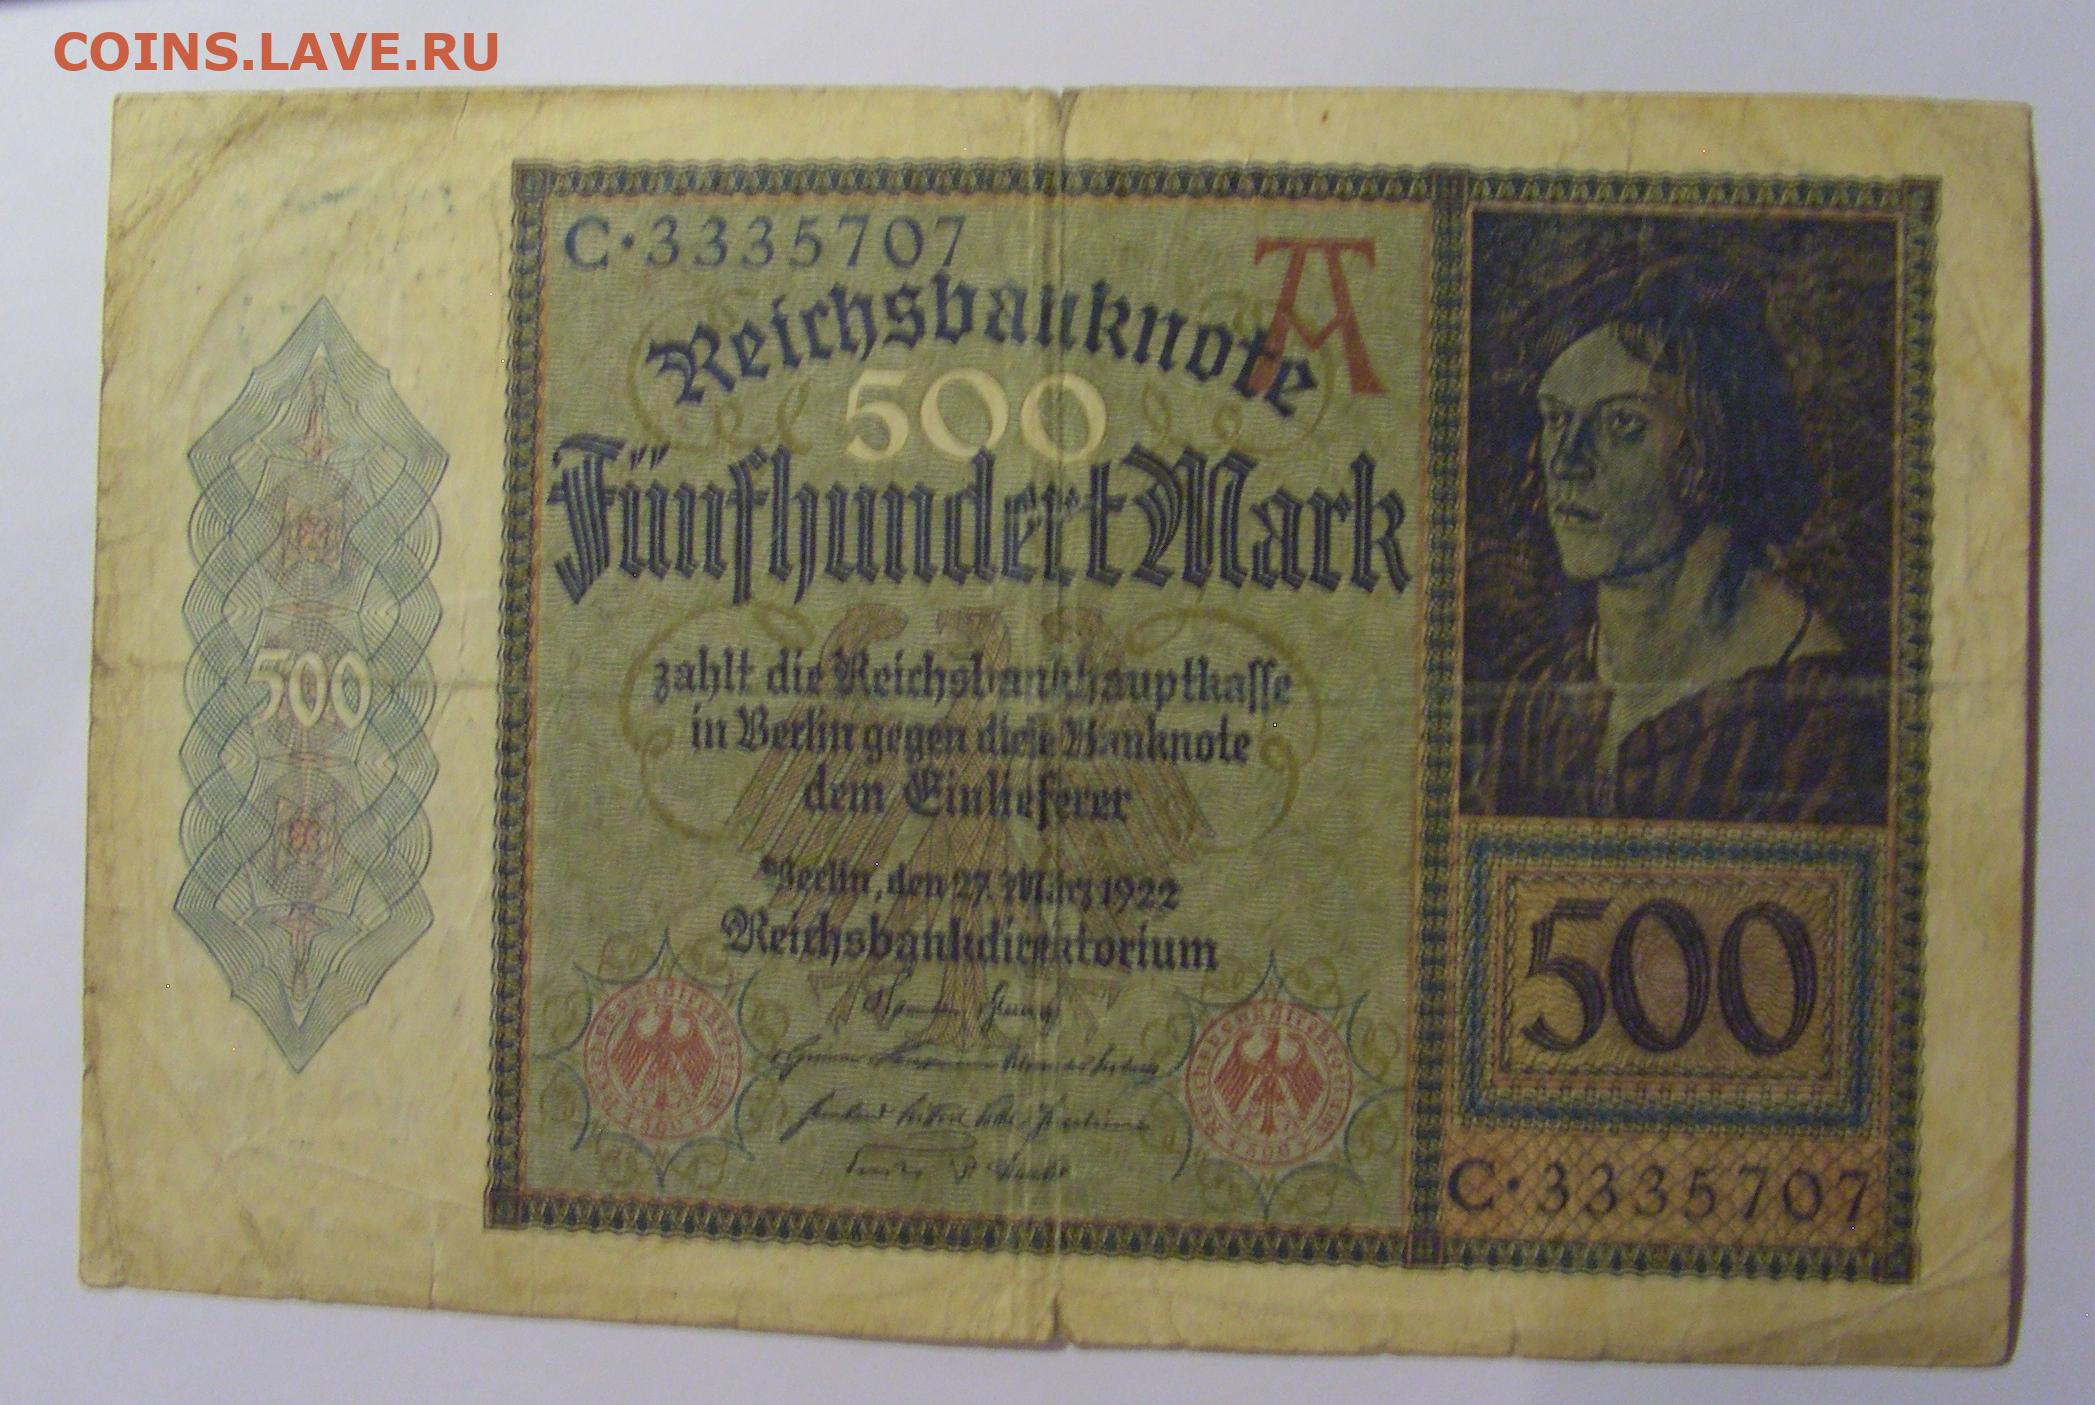 COINS.LAVE.RU
C·3335707
A
Reichsbanknote
500
Fünfhundert Mark
zahlt die Reichsbankhauptkasse
in Berlin gegen diese Banknote
dem Einlieferer
Berlin, den 27. März 1922
Reichsbankdirektorium
500
500
C·3335707